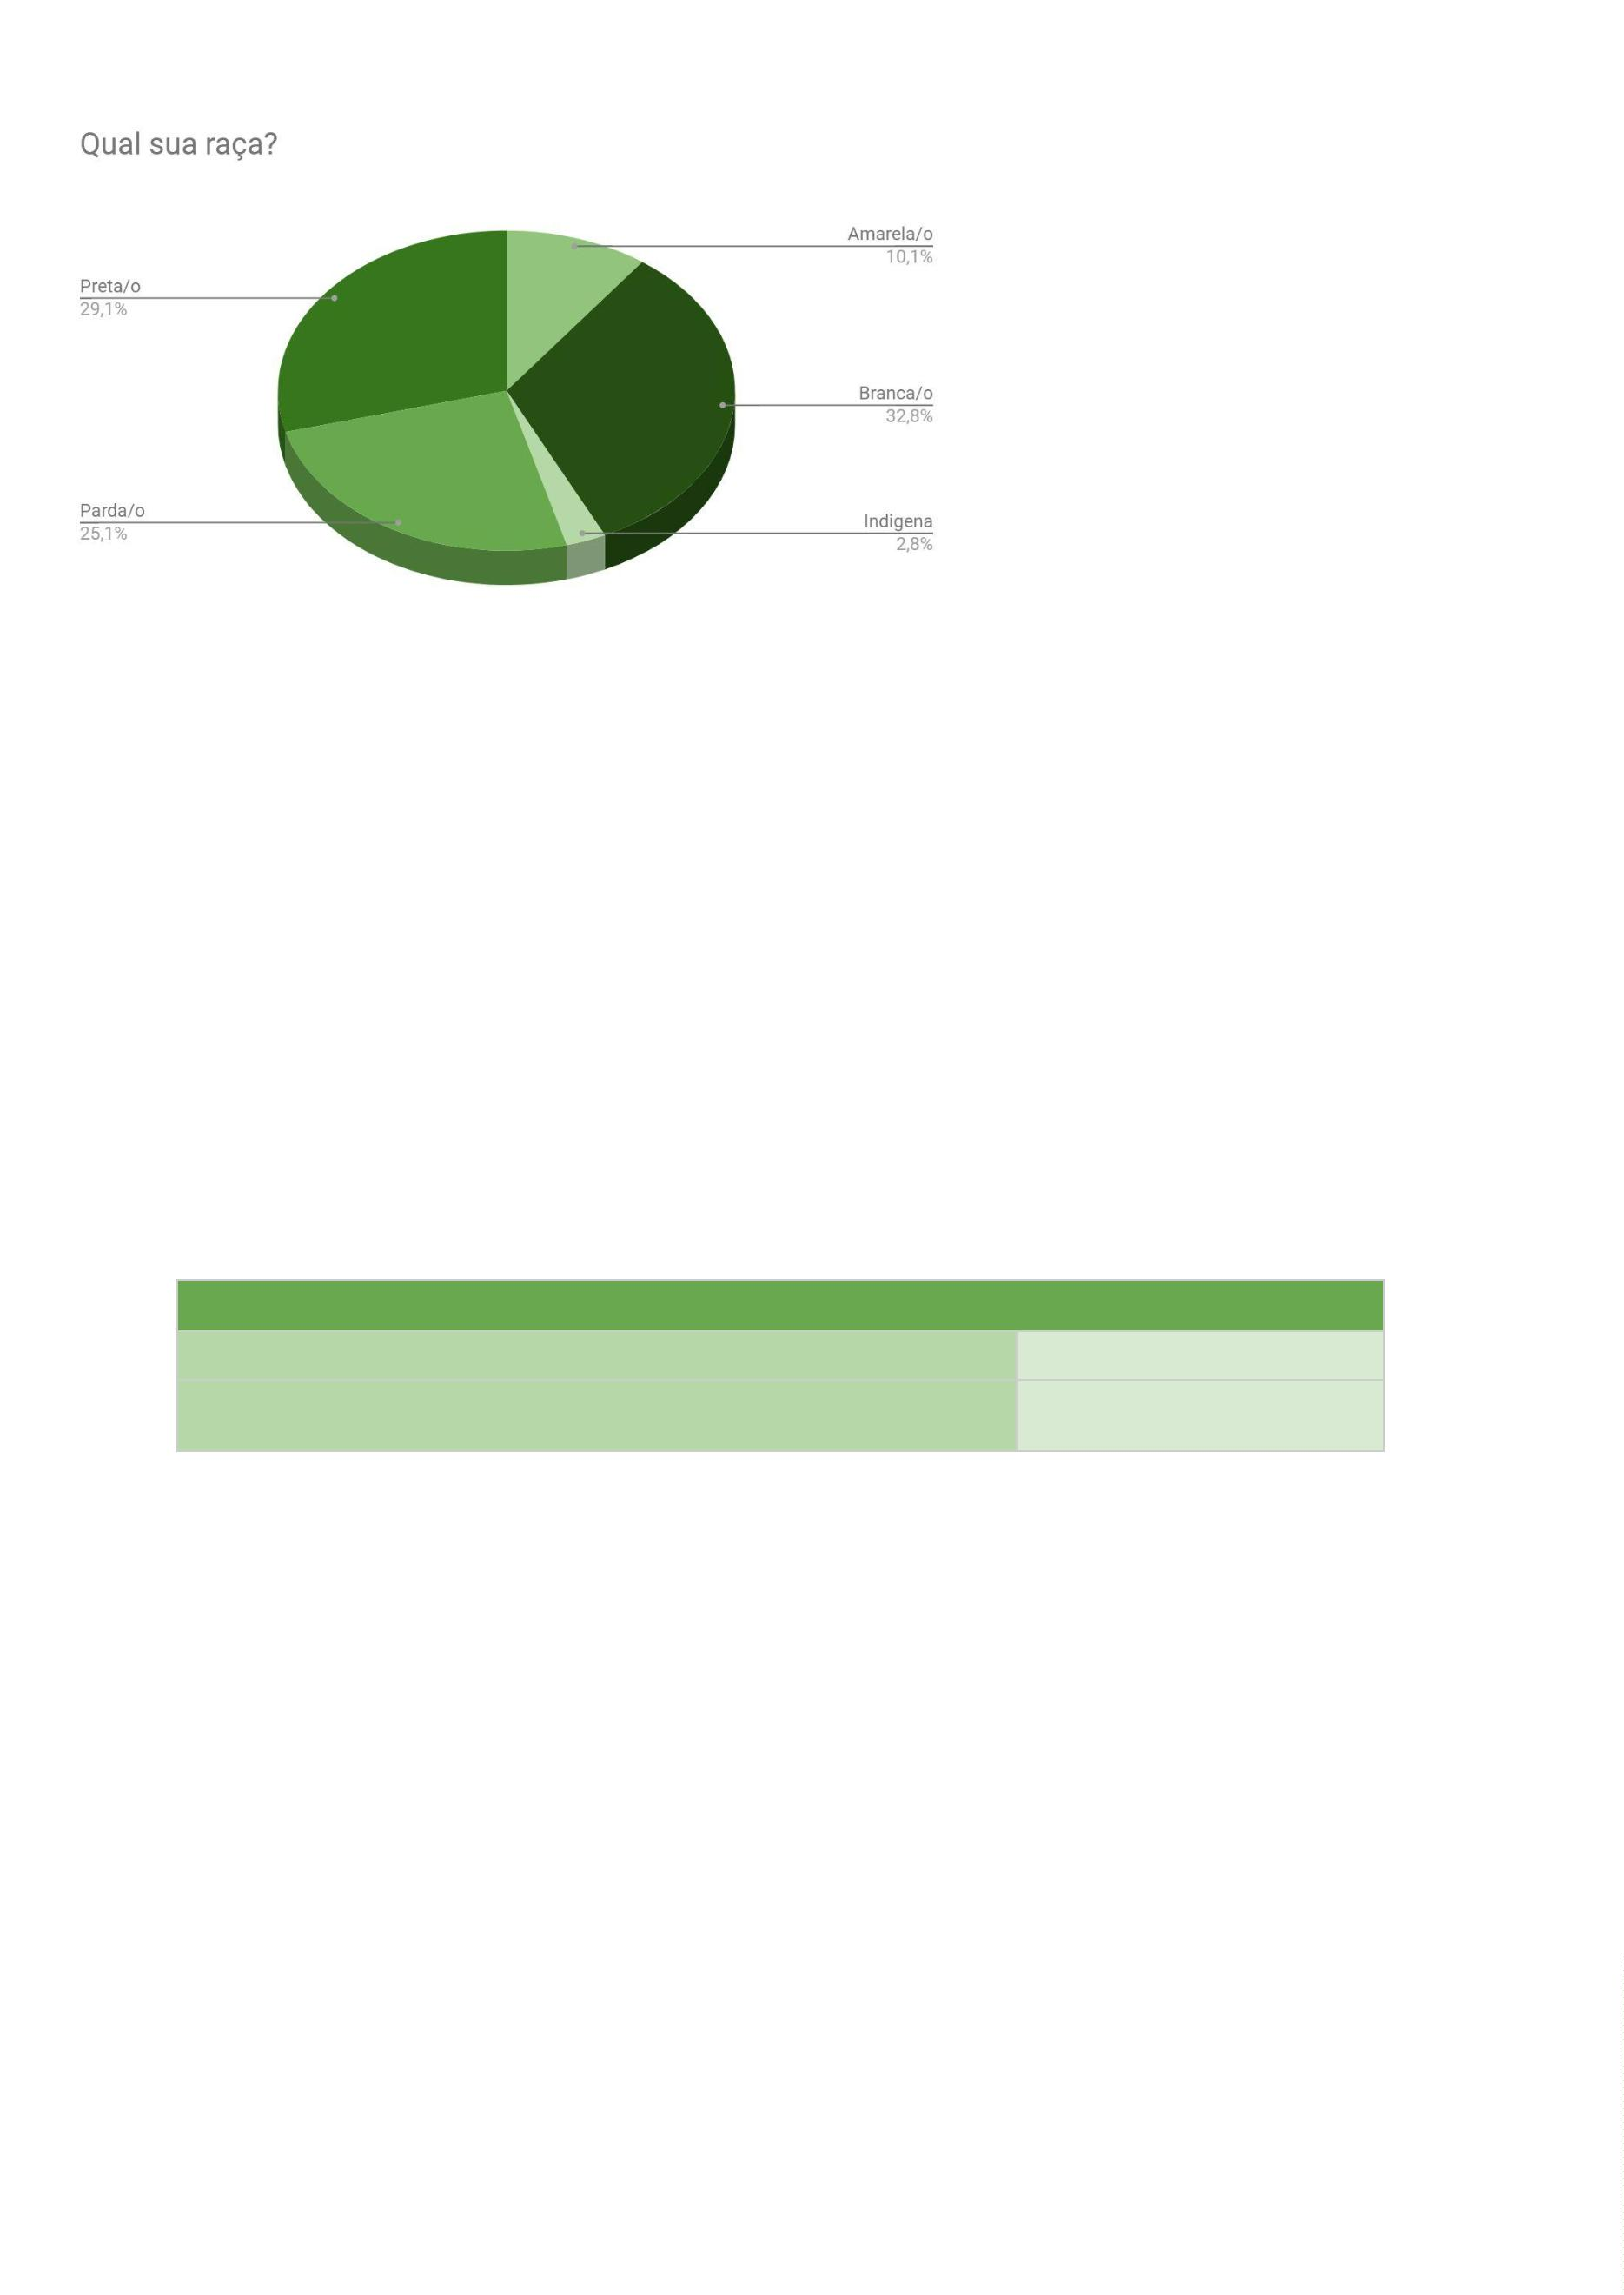 Qual sua raça?
Amarela/o
10,1%
Preta/o
29,1%
Branca/o
32,8%
Parda/o
25,1%
Indigena
2,8%